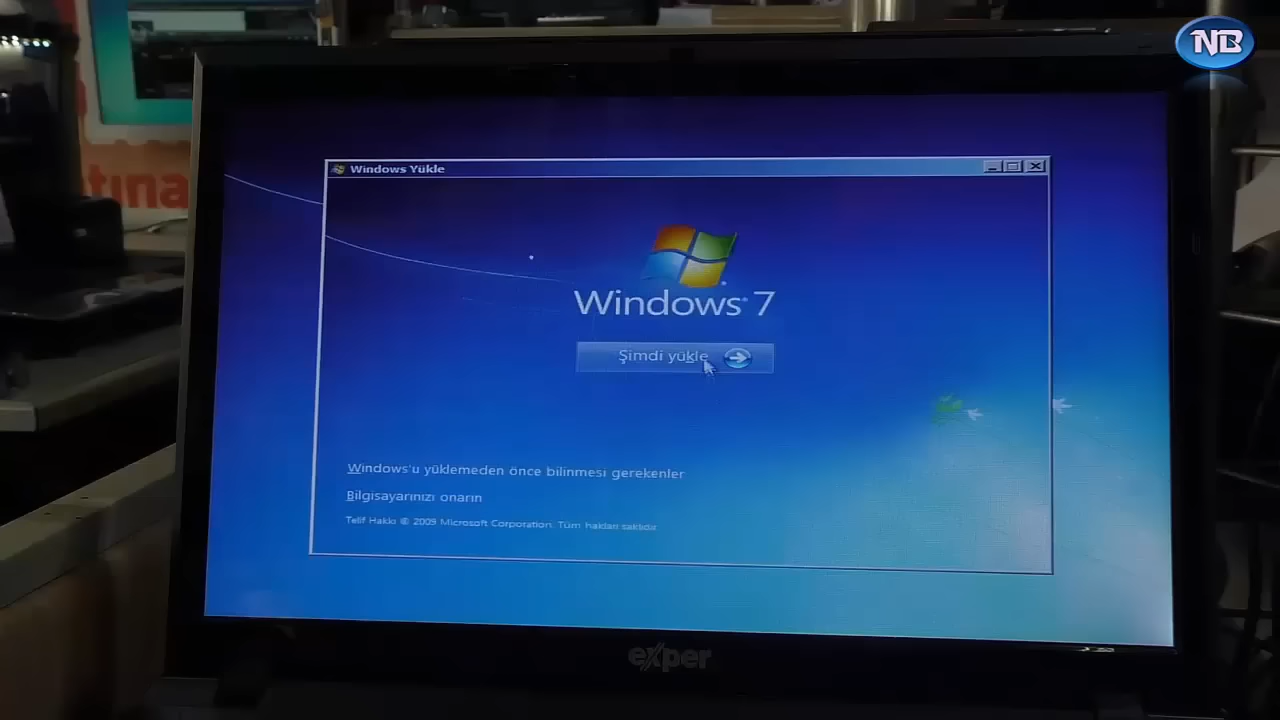 NB
tına
Windows Yükle
Windows 7
Şimdi yükle
Windows'u yüklemeden önce bilinmesi gerekenler
Bilgisayarınızı onarın
Telif Hakkı © 2009 Microsoft Corporation. Tüm hakları saklıdır.
exper